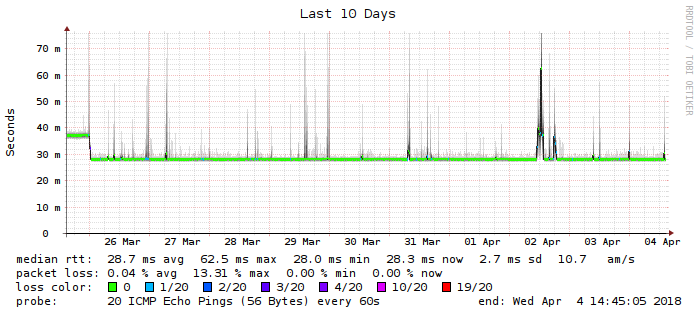 Last 10 Days
RRDTOOL / TOBI OETIKER
Seconds
70 m
60 m
50 m
40 m
30 m
20 m
10 m
0
26 Mar 27 Mar 28 Mar 29 Mar 30 Mar 31 Mar 01 Apr 02 Apr 03 Apr 04 Apr
median rtt: 28.7 ms avg 62.5 ms max 28.0 ms min 28.3 ms now 2.7 ms sd 10.7 am/s
packet loss: 0.04 % avg 13.31 % max 0.00 % min 0.00 % now
loss color: 0 1/20 2/20 3/20 4/20 10/20 19/20
probe: 20 ICMP Echo Pings (56 Bytes) every 60s end: Wed Apr 4 14:45:05 2018